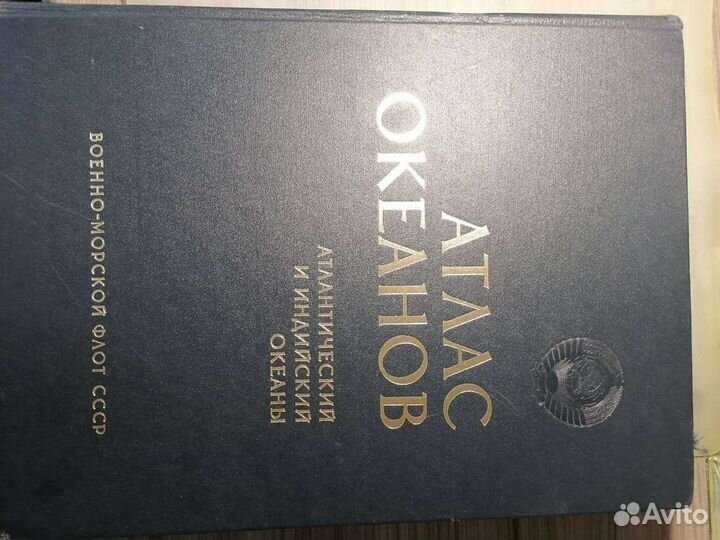 АТЛАС
ОКЕАНОВ
АТЛАНТИЧЕСКИЙ
И ИНДИЙСКИЙ
ОКЕАНЫ
ВОЕННО-МОРСКОЙ ФЛОТ СССР
Avito